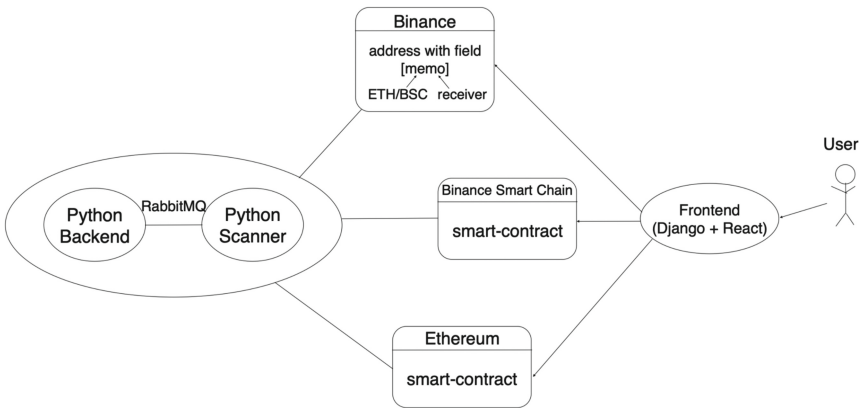 Binance
address with field
[memo]
ETH/BSC receiver
User
Binance Smart Chain
smart-contract
RabbitMQ
Python
Backend
Python
Scanner
Frontend
(Django + React)
Ethereum
smart-contract